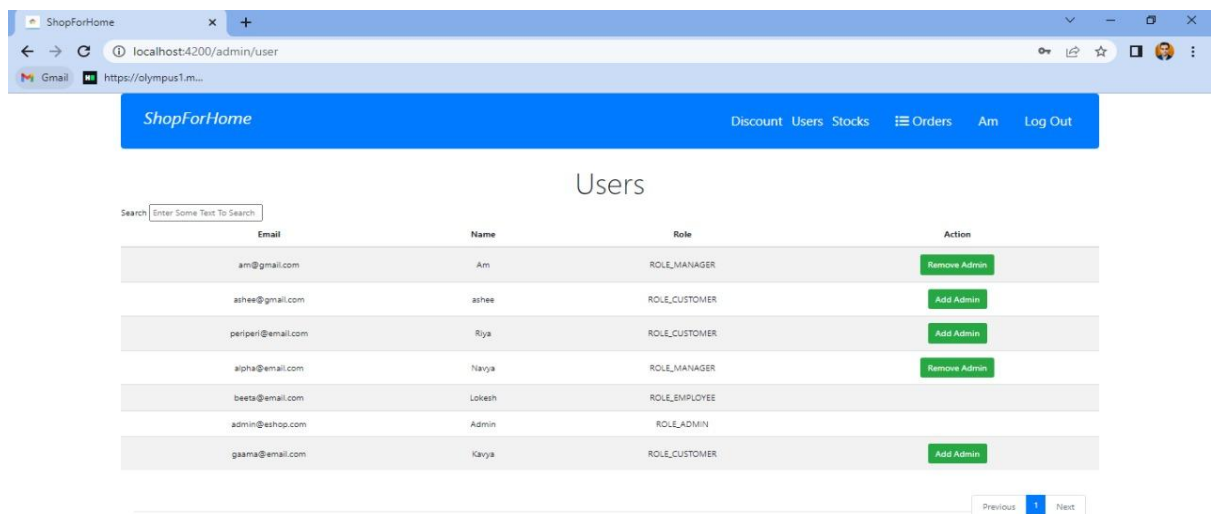 ShopForHome
localhost:4200/admin/user
Gmail https://olympus1.m...
ShopForHome Discount Users Stocks Orders Am Log Out
Users
Search Enter Some Text To Search
Email Name Role Action
am@gmail.com Am ROLE_MANAGER Remove Admin
ashee@gmail.com ashee ROLE_CUSTOMER Add Admin
periperi@email.com Riya ROLE_CUSTOMER Add Admin
alpha@email.com Navya ROLE_MANAGER Remove Admin
beeta@email.com Lokesh ROLE_EMPLOYEE
admin@eshop.com Admin ROLE_ADMIN
gaama@email.com Kavya ROLE_CUSTOMER Add Admin
Previous 1 Next